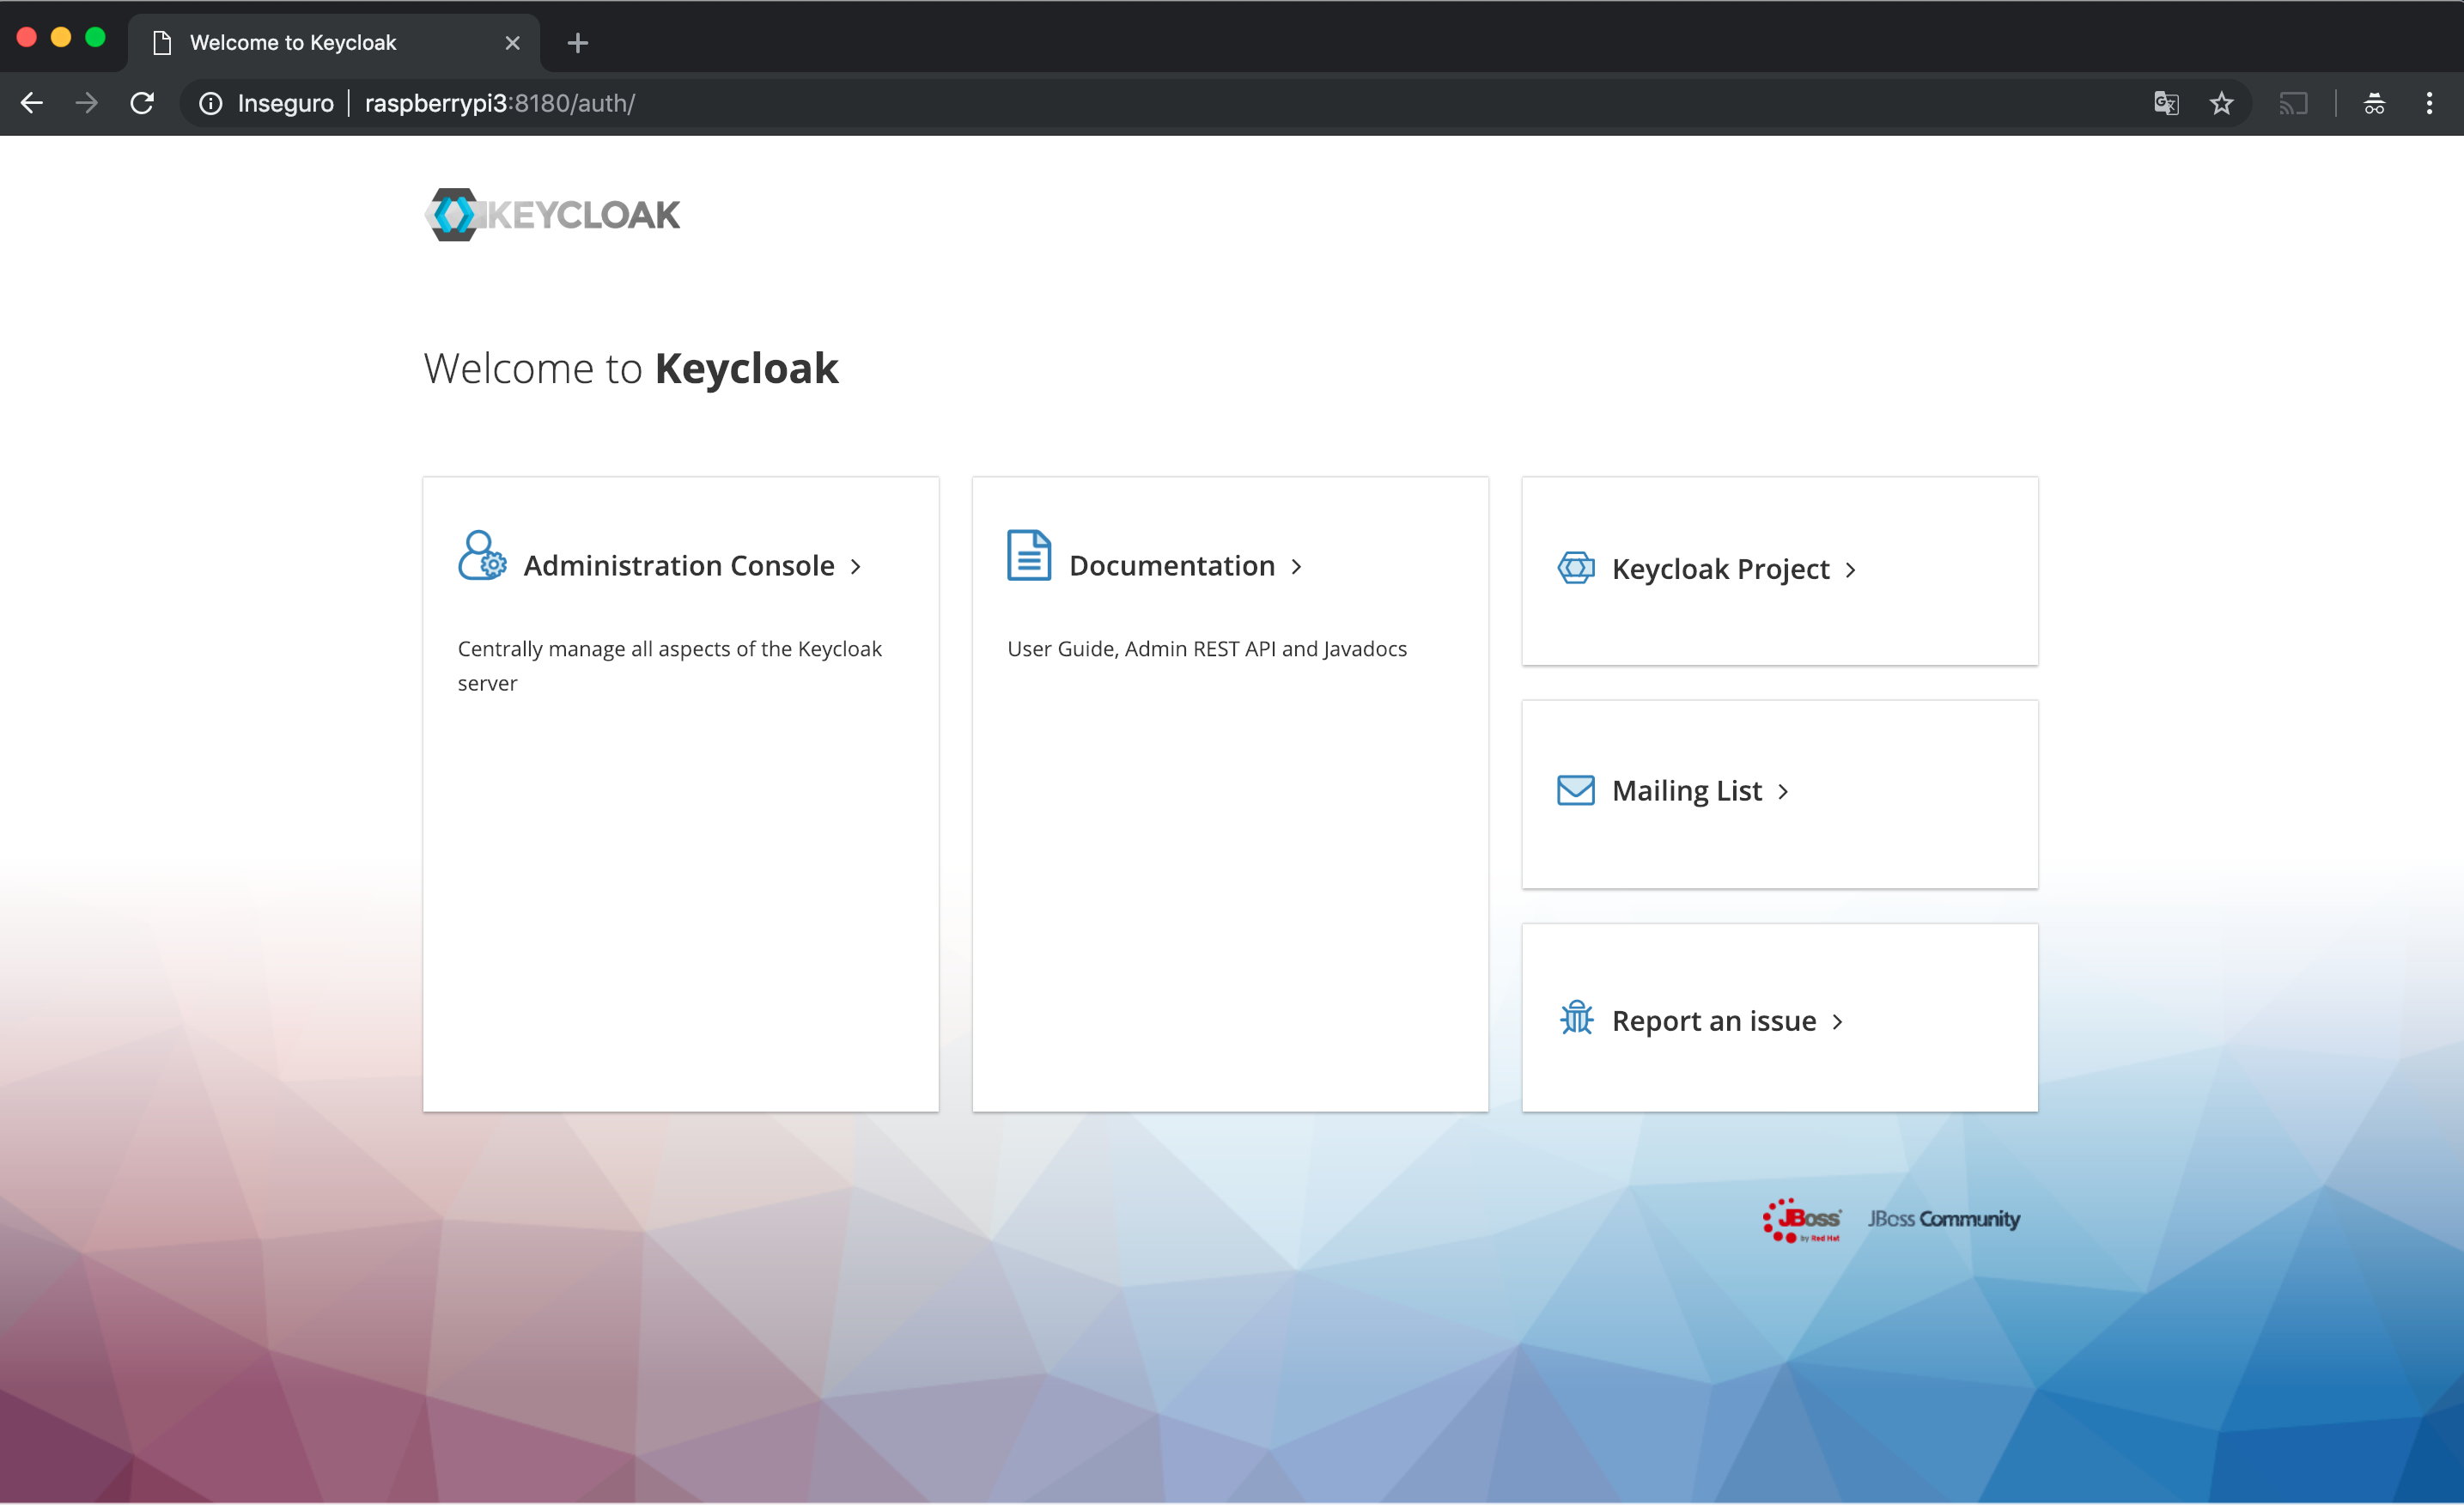 Welcome to Keycloak
Inseguro
raspberrypi3:8180/auth/
KEYCLOAK
Welcome to Keycloak
Administration Console
Centrally manage all aspects of the Keycloak
server
Documentation
User Guide, Admin REST API and Javadocs
Keycloak Project
Mailing List
Report an issue
JBoss
by Red Hat
JBoss Community